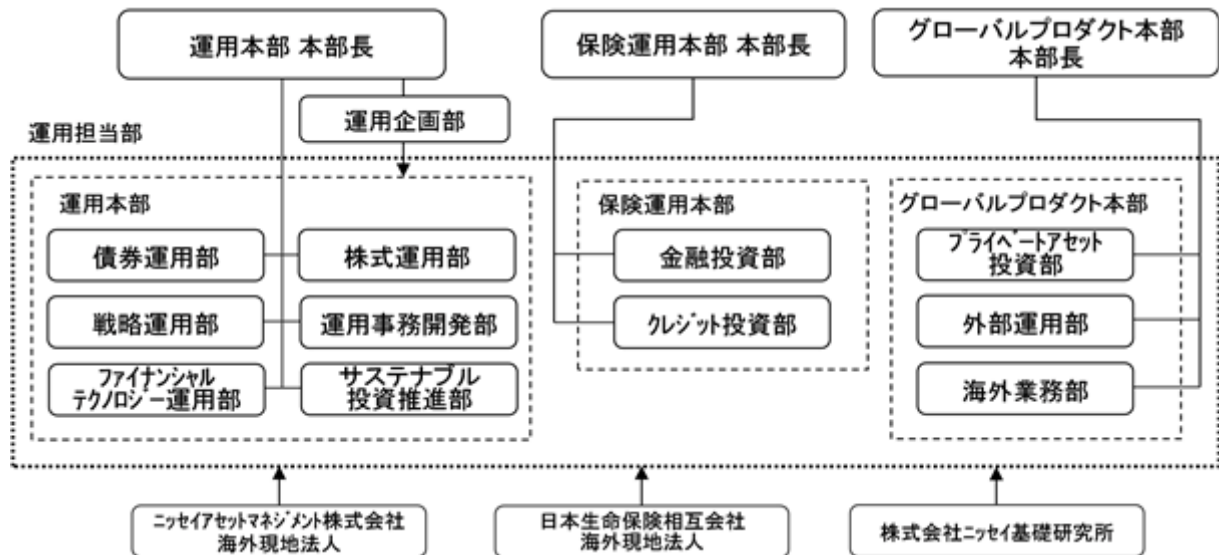 運用本部 本部長
保険運用本部 本部長
グローバルプロダクト本部
本部長
運用企画部
運用担当部
運用本部
債券運用部
株式運用部
戦略運用部
運用事務開発部
ファイナンシャル
テクノロジー運用部
サステナブル
投資推進部
保険運用本部
金融投資部
クレジット投資部
グローバルプロダクト本部
プライベートアセット
投資部
外部運用部
海外業務部
ニッセイアセットマネジメント株式会社
海外現地法人
日本生命保険相互会社
海外現地法人
株式会社ニッセイ基礎研究所